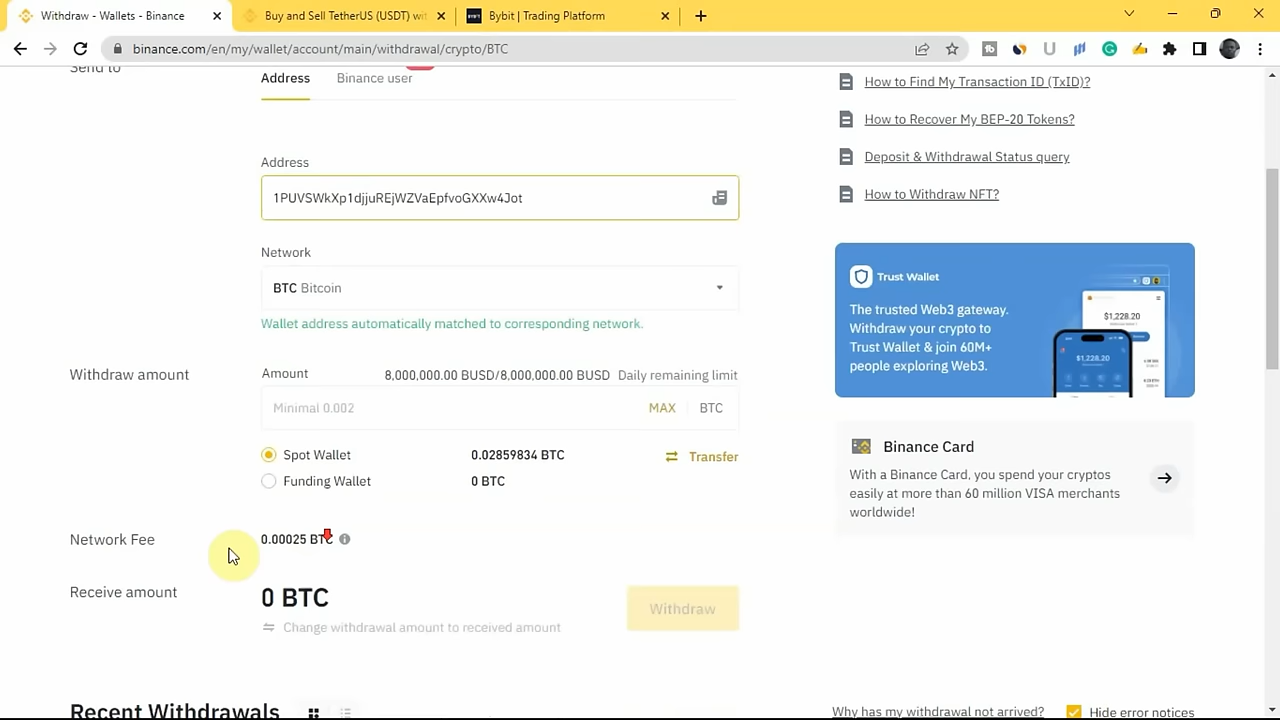 Withdraw - Wallets - Binance
Buy and Sell TetherUS (USDT) wit
Bybit | Trading Platform
binance.com/en/my/wallet/account/main/withdrawal/crypto/BTC
Send to
Address
Binance user
How to Find My Transaction ID (TxID)?
How to Recover My BEP-20 Tokens?
Deposit & Withdrawal Status query
How to Withdraw NFT?
Address
1PUVSWkXp1djjuREjWZVaEpfvoGXXw4Jot
Network
BTC Bitcoin
Wallet address automatically matched to corresponding network.
Trust Wallet
The trusted Web3 gateway.
Withdraw your crypto to
Trust Wallet & join 60M+
people exploring Web3.
$1,228.20
$1,228.20
Withdraw amount
Amount
8,000,000.00 BUSD/8,000,000.00 BUSD Daily remaining limit
Minimal 0.002
MAX
BTC
Spot Wallet
0.02859834 BTC
Transfer
Funding Wallet
0 BTC
Binance Card
With a Binance Card, you spend your cryptos
easily at more than 60 million VISA merchants
worldwide!
Network Fee
0.00025 BTC
Receive amount
0 BTC
Change withdrawal amount to received amount
Withdraw
Recent Withdrawals
Why has my withdrawal not arrived?
Hide error notices